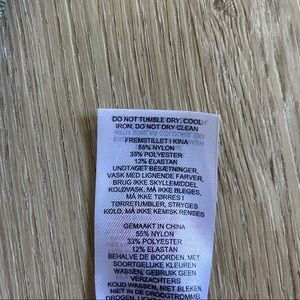 DO NOT TUMBLE DRY, COOL
IRON, DO NOT DRY CLEAN
FREMSTILLET I KINA
55% NYLON
33% POLYESTER
12% ELASTAN
UNDTAGET BESÆTNINGER,
VASK MED LIGNENDE FARVER,
BRUG IKKE SKYLLEMIDDEL
KOLDVASK, MÅ IKKE BLEGES,
MÅ IKKE TØRRES I
TØRRETUMBLER, STRYGES
KOLD, MÅ IKKE KEMISK RENSES
GEMAAKT IN CHINA
55% NYLON
33% POLYESTER
12% ELASTAN
BEHALVE DE BOORDEN, MET
SOORTGELIJKE KLEUREN
WASSEN, GEBRUIK GEEN
VERZACHTERS
KOUD WASSEN, NIET BLEKEN,
NIET IN DE DROOGTROMMEL
DROGEN